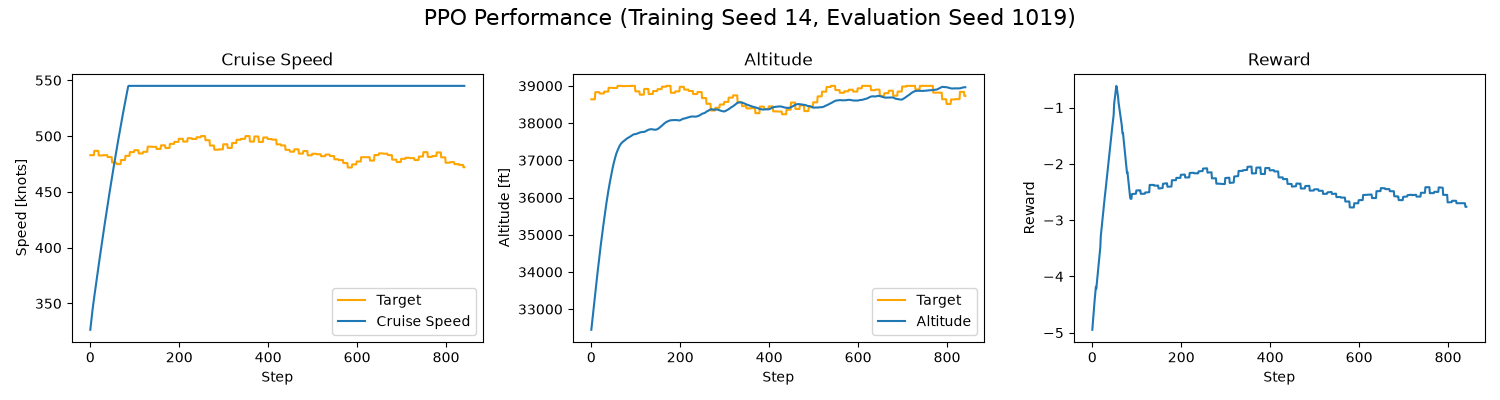 PPO Performance (Training Seed 14, Evaluation Seed 1019)
Cruise Speed
Speed [knots]
550
500
450
400
350
Target
Cruise Speed
0 200 400 600 800
Step
Altitude
Altitude [ft]
39000
38000
37000
36000
35000
34000
33000
Target
Altitude
0 200 400 600 800
Step
Reward
Reward
−1
−2
−3
−4
−5
0 200 400 600 800
Step